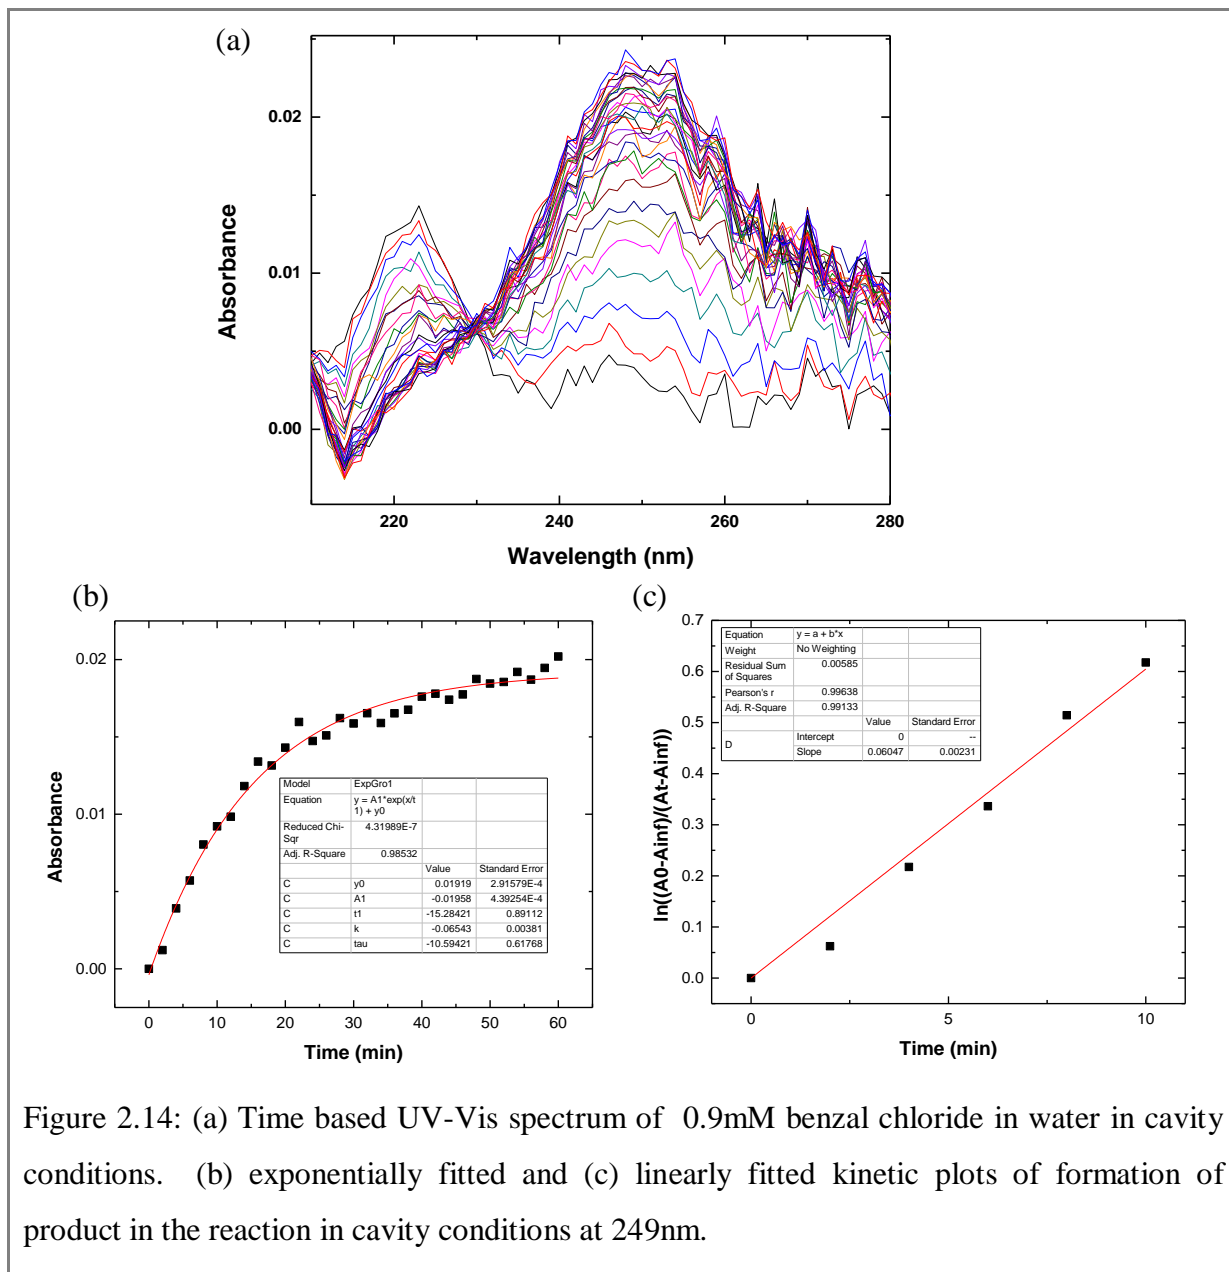 (a)
0.02
0.01
0.00
Absorbance
220
240
260
280
Wavelength (nm)
(b)
0.02
0.01
0.00
Absorbance
Model ExpGro1
Equation y = A1*exp(x/t
1) + y0
Reduced Chi-
Sqr 4.31989E-7
Adj. R-Square 0.98532
Value Standard Error
C y0 0.01919 2.91579E-4
C A1 -0.01958 4.39254E-4
C t1 -15.28421 0.89112
C k -0.06543 0.00381
C tau -10.59421 0.61768
0 10 20 30 40 50 60
Time (min)
(c)
0.7
0.6
0.5
0.4
0.3
0.2
0.1
0.0
ln((A0-Ainf)/(At-Ainf))
Equation y = a + b*x
Weight No Weighting
Residual Sum
of Squares 0.00585
Pearson's r 0.99638
Adj. R-Square 0.99133
Value Standard Error
D Intercept 0 --
Slope 0.06047 0.00231
0 5 10
Time (min)
Figure 2.14: (a) Time based UV-Vis spectrum of 0.9mM benzal chloride in water in cavity
conditions. (b) exponentially fitted and (c) linearly fitted kinetic plots of formation of
product in the reaction in cavity conditions at 249nm.